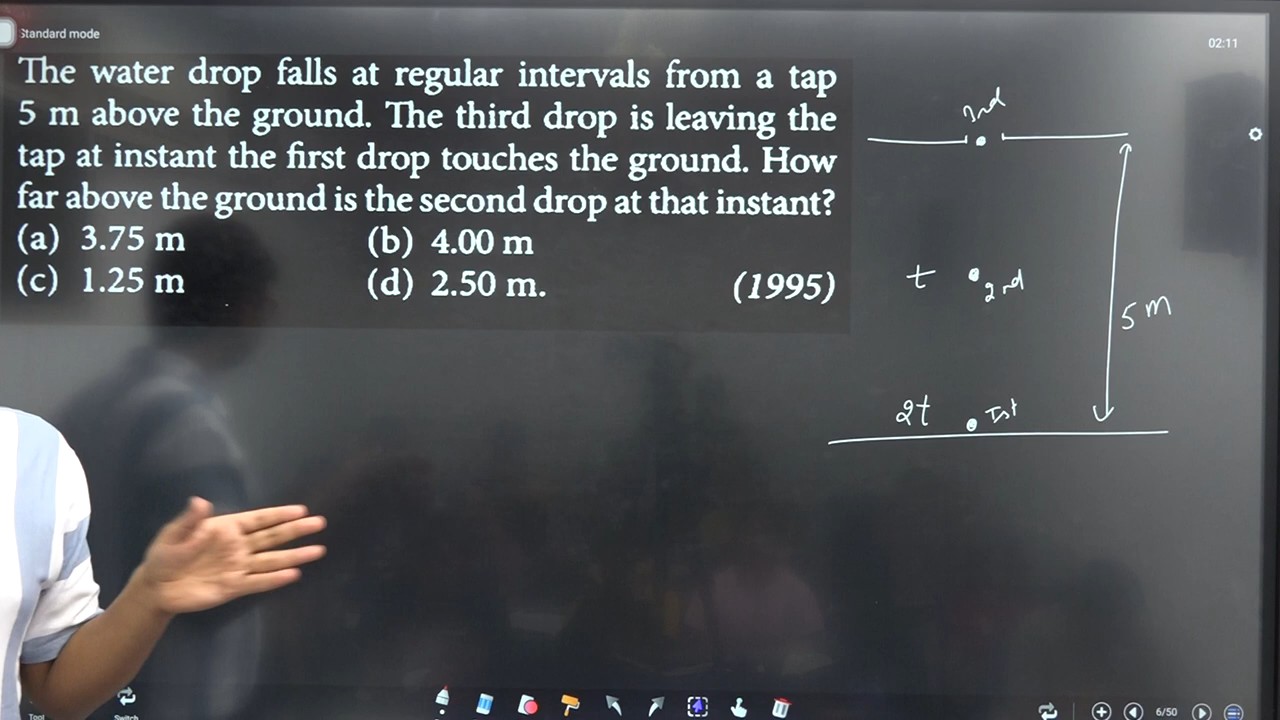 Standard mode
02:11
The water drop falls at regular intervals from a tap
5 m above the ground. The third drop is leaving the
tap at instant the first drop touches the ground. How
far above the ground is the second drop at that instant?
(a) 3.75 m (b) 4.00 m
(c) 1.25 m (d) 2.50 m. (1995)
t 2nd
5 m
2t Ist
Tool Switch
6/50